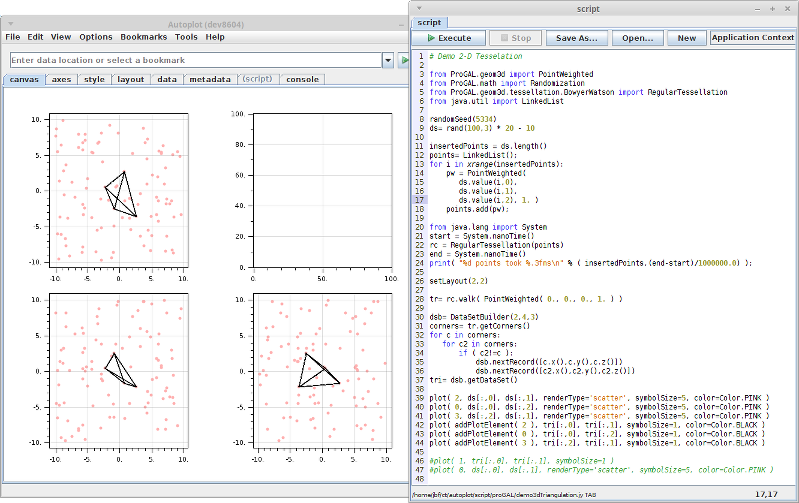 Autoplot (dev8604)
File Edit View Options Bookmarks Tools Help
Enter data location or select a bookmark
canvas axes style layout data metadata (script) console
10.
5.
0.
-5.
-10.
-10. -5. 0. 5. 10.
100.
80.
60.
40.
20.
0.
0. 50. 100.
10.
5.
0.
-5.
-10.
-10. -5. 0. 5. 10.
10.
5.
0.
-5.
-10.
-10. -5. 0. 5. 10.
script
script
Execute Stop Save As... Open... New Application Context
1 # Demo 2-D Tesselation
2
3 from ProGAL.geom3d import PointWeighted
4 from ProGAL.math import Randomization
5 from ProGAL.geom3d.tessellation.BowyerWatson import RegularTessellation
6 from java.util import LinkedList
7
8 randomSeed(5334)
9 ds= rand(100,3) * 20 - 10
10
11 insertedPoints = ds.length()
12 points= LinkedList();
13 for i in xrange(insertedPoints):
14 pw = PointWeighted(
15 ds.value(i,0),
16 ds.value(i,1),
17 ds.value(i,2), 1. )
18 points.add(pw);
19
20 from java.lang import System
21 start = System.nanoTime()
22 rc = RegularTessellation(points)
23 end = System.nanoTime()
24 print( "%d points took %.3fms\n" % ( insertedPoints,(end-start)/1000000.0) );
25
26 setLayout(2,2)
27
28 tr= rc.walk( PointWeighted( 0., 0., 0., 1. ) )
29
30 dsb= DataSetBuilder(2,4,3)
31 corners= tr.getCorners()
32 for c in corners:
33 for c2 in corners:
34 if ( c2!=c ):
35 dsb.nextRecord([c.x(),c.y(),c.z()])
36 dsb.nextRecord([c2.x(),c2.y(),c2.z()])
37 tri= dsb.getDataSet()
38
39 plot( 2, ds[:,0], ds[:,1], renderType='scatter', symbolSize=5, color=Color.PINK )
40 plot( 0, ds[:,0], ds[:,2], renderType='scatter', symbolSize=5, color=Color.PINK )
41 plot( 3, ds[:,2], ds[:,1], renderType='scatter', symbolSize=5, color=Color.PINK )
42 plot( addPlotElement( 2 ), tri[:,0], tri[:,1], symbolSize=1, color=Color.BLACK )
43 plot( addPlotElement( 0 ), tri[:,0], tri[:,2], symbolSize=1, color=Color.BLACK )
44 plot( addPlotElement( 3 ), tri[:,2], tri[:,1], symbolSize=1, color=Color.BLACK )
45
46 #plot( 1, tri[:,0], tri[:,1], symbolSize=1 )
47 #plot( 0, ds[:,0], ds[:,1], renderType='scatter', symbolSize=5, color=Color.PINK )
48
/home/jbf/ct/autoplot/script/proGAL/demo3dTriangulation.jy TAB 17,17